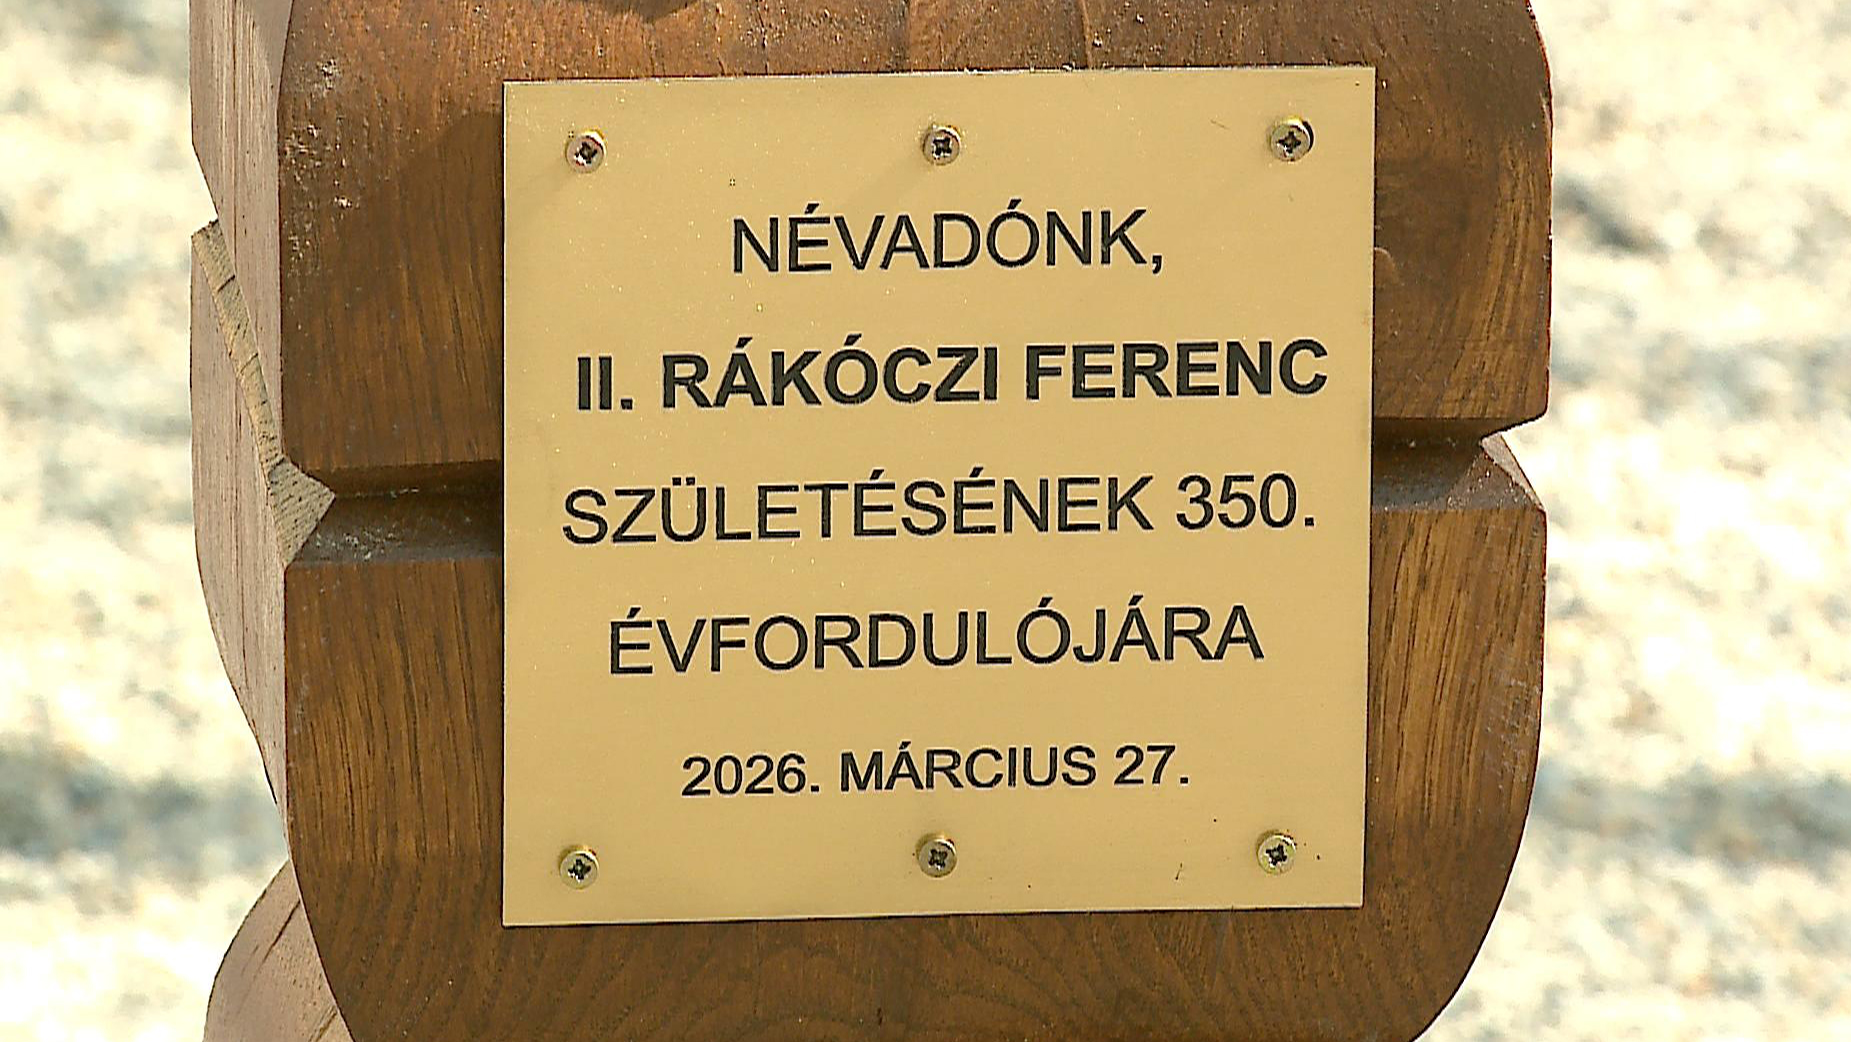 NÉVADÓNK,
II. RÁKÓCZI FERENC
SZÜLETÉSÉNEK 350.
ÉVFORDULÓJÁRA
2026. MÁRCIUS 27.